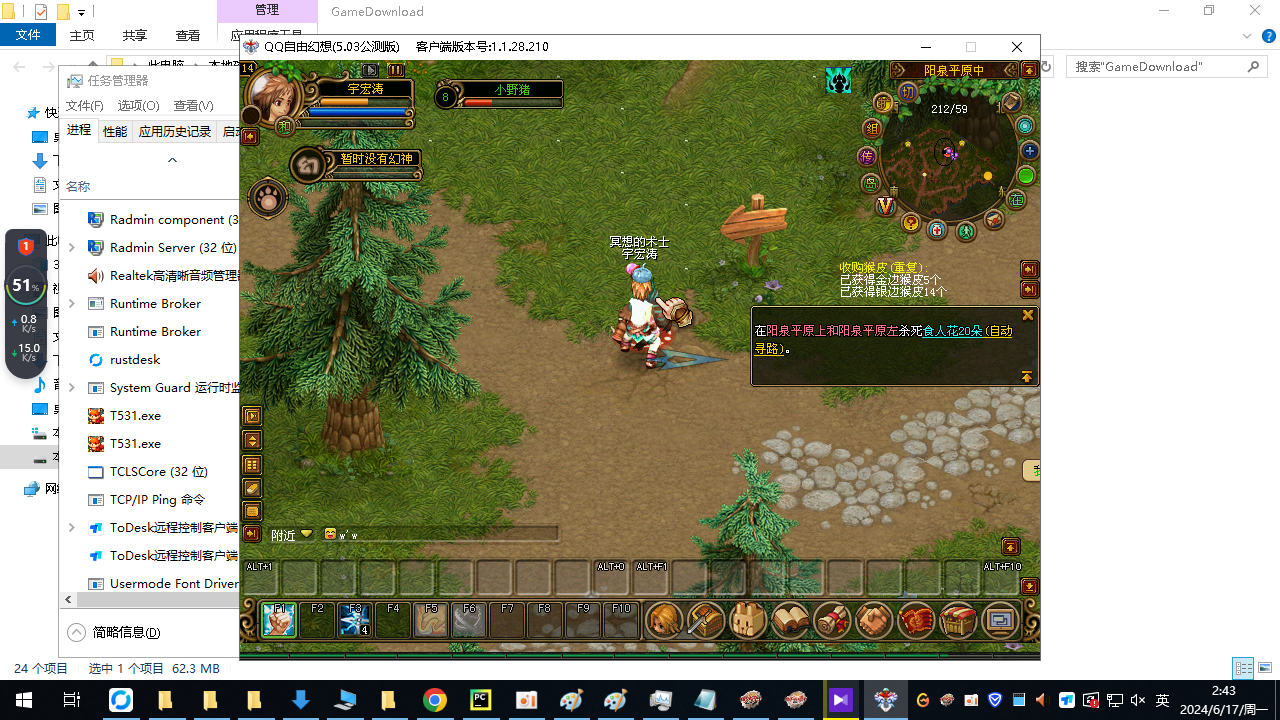 管理
GameDownload
文件
主页
共享
查看
应用程序工具
搜索"GameDownload"
任务管理器
文件(F) 选项(O) 查看(V)
进程 性能 应用历史记录
名称
Radmin component (3
Radmin Server (32 位)
Realtek高清晰音频管理
Runtime Broker
Runtime Broker
rustdesk
System Guard 运行时监
T531.exe
T531.exe
TCLSCore (32 位)
TCP/IP Ping 命令
ToDesk远程控制客户端
ToDesk远程控制客户端
Usermode Font Driver
简略信息(D)
24 个项目 选中 1 个项目 62.3 MB
1
51%
0.8
K/s
15.0
K/s
QQ自由幻想(5.03公测版) 客户端版本号:1.1.28.210
14
宇宏涛
和
8
小野猪
幻
暂时没有幻神
阳泉平原中
212/59
冥想的术士
宇宏涛
收购猴皮(重复)
已获得金边猴皮5个
已获得银边猴皮14个
在阳泉平原上和阳泉平原左杀死食人花20朵(自动
寻路)。
附近
w'w
ALT+1 ALT+0 ALT+F1 ALT+F10
F1 F2 F3 F4 F5 F6 F7 F8 F9 F10
4
英
2:43
2024/6/17/周一